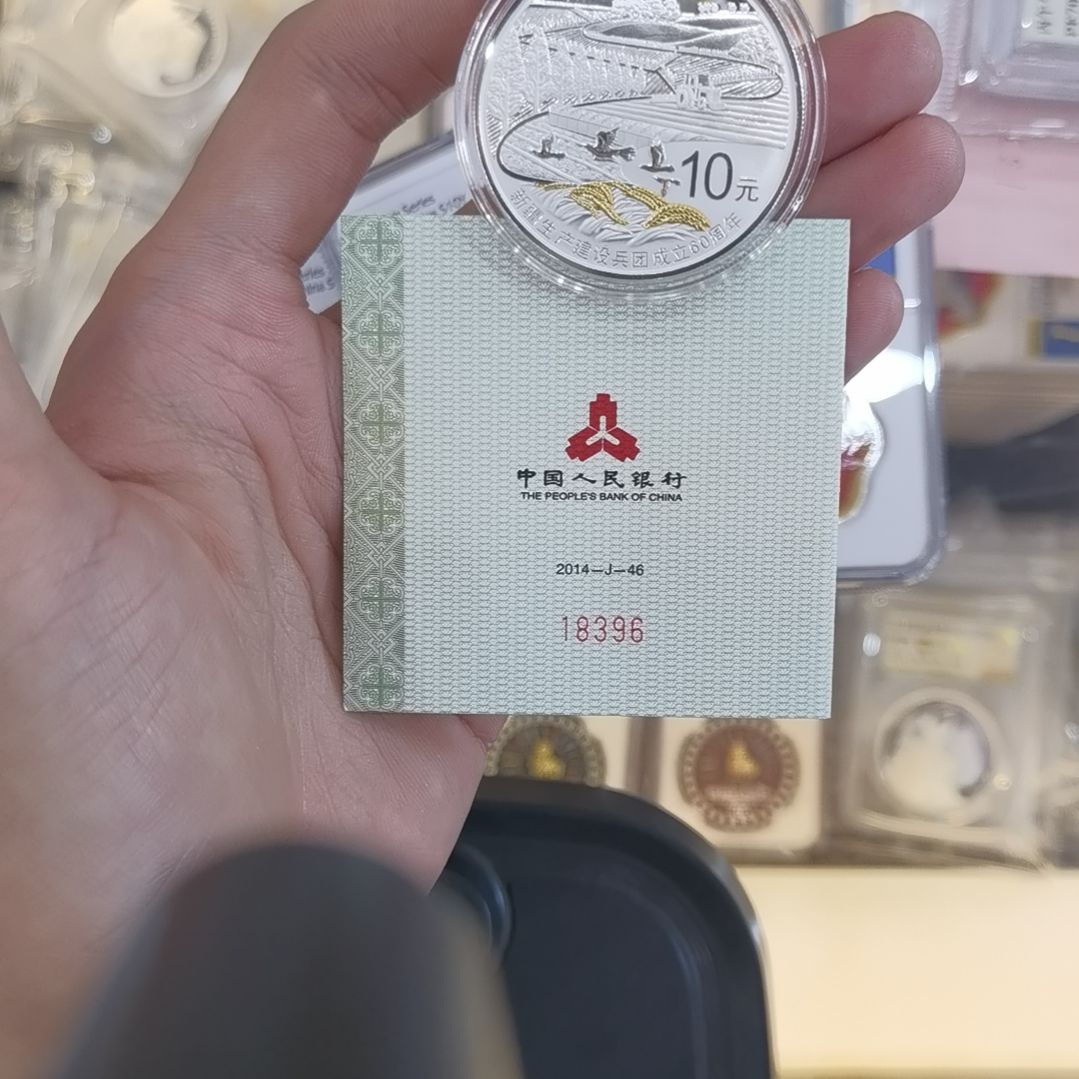 10元
新疆生产建设兵团成立60周年
Series
中国人民银行
THE PEOPLE'S BANK OF CHINA
2014—J—46
18396